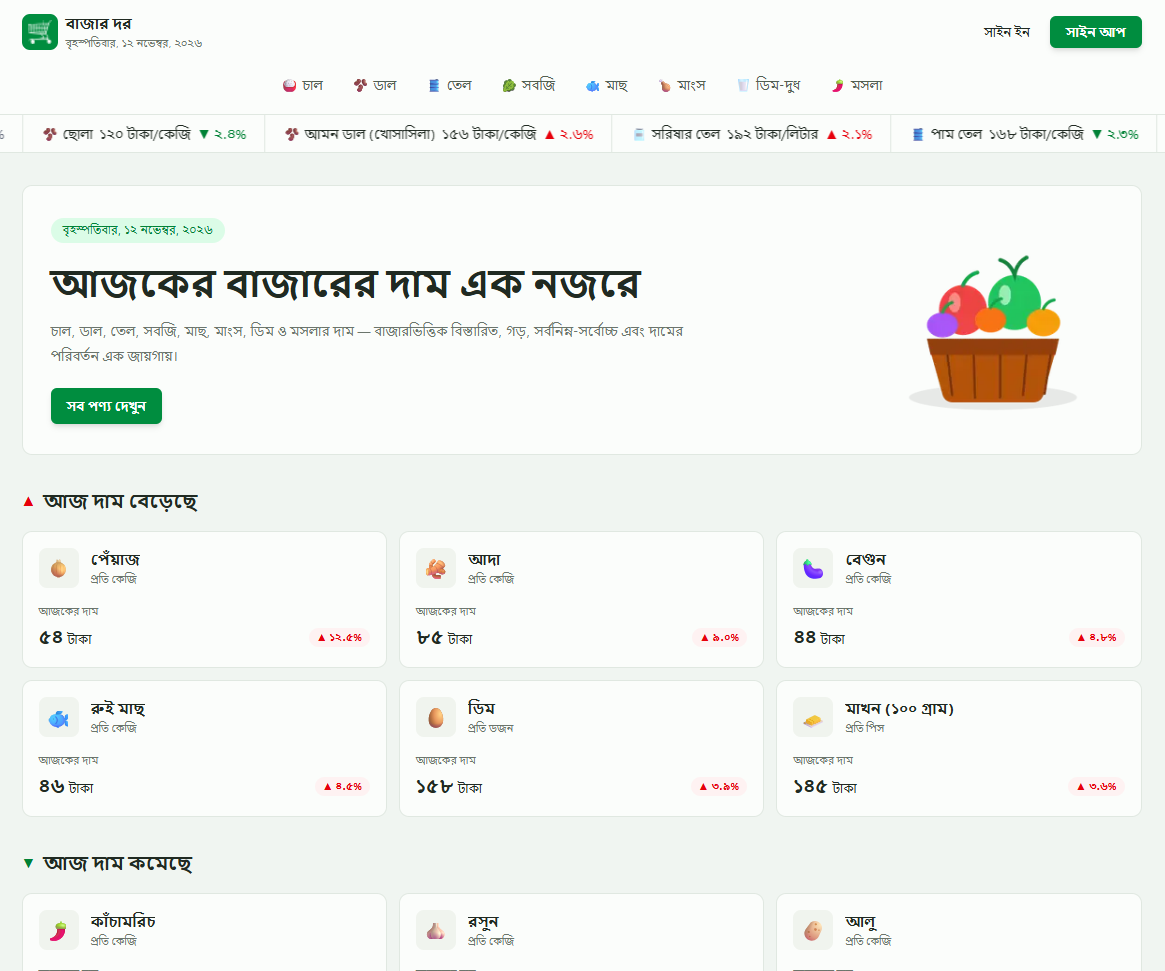 বাজার দর
বৃহস্পতিবার, ১২ নভেম্বর, ২০২৬
সাইন ইন
সাইন আপ
চাল ডাল তেল সবজি মাছ মাংস ডিম-দুধ মসলা
% ছোলা ১২০ টাকা/কেজি ▼ ২.৪% আমন ডাল (খোসাসিলা) ১৫৬ টাকা/কেজি ▲ ২.৬% সরিষার তেল ১৯২ টাকা/লিটার ▲ ২.১% পাম তেল ১৬৮ টাকা/কেজি ▼ ২.৩%
বৃহস্পতিবার, ১২ নভেম্বর, ২০২৬
আজকের বাজারের দাম এক নজরে
চাল, ডাল, তেল, সবজি, মাছ, মাংস, ডিম ও মসলার দাম — বাজারভিত্তিক বিস্তারিত, গড়, সর্বনিম্ন-সর্বোচ্চ এবং দামের
পরিবর্তন এক জায়গায়।
সব পণ্য দেখুন
▲ আজ দাম বেড়েছে
পেঁয়াজ
প্রতি কেজি
আজকের দাম
৫৪ টাকা ▲ ১২.৫%
আদা
প্রতি কেজি
আজকের দাম
৮৫ টাকা ▲ ৯.০%
বেগুন
প্রতি কেজি
আজকের দাম
৪৪ টাকা ▲ ৪.৮%
রুই মাছ
প্রতি কেজি
আজকের দাম
৪৬ টাকা ▲ ৪.৫%
ডিম
প্রতি ডজন
আজকের দাম
১৫৮ টাকা ▲ ৩.৯%
মাখন (১০০ গ্রাম)
প্রতি পিস
আজকের দাম
১৪৫ টাকা ▲ ৩.৬%
▼ আজ দাম কমেছে
কাঁচামরিচ
প্রতি কেজি
রসুন
প্রতি কেজি
আলু
প্রতি কেজি